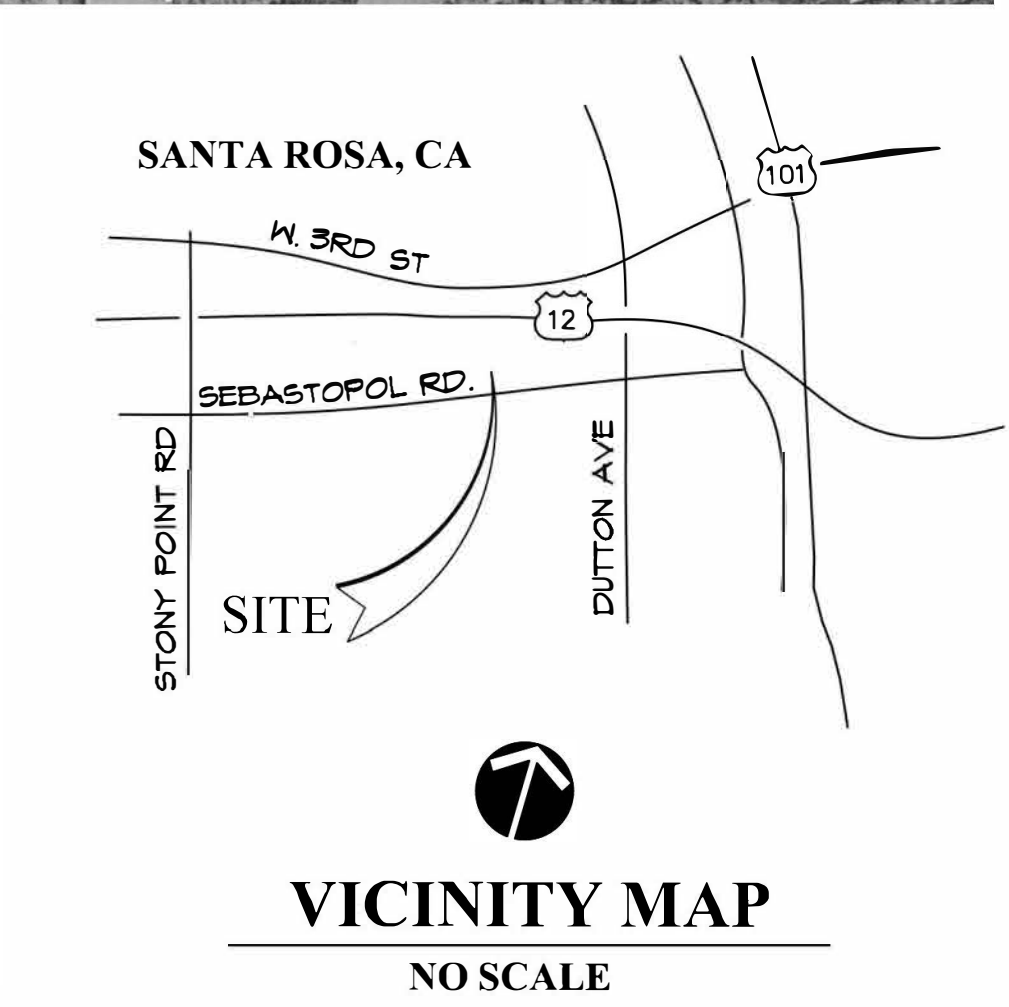 SANTA ROSA, CA
101
W. 3RD ST
12
SEBASTOPOL RD.
STONY POINT RD
DUTTON AVE
SITE
VICINITY MAP
NO SCALE